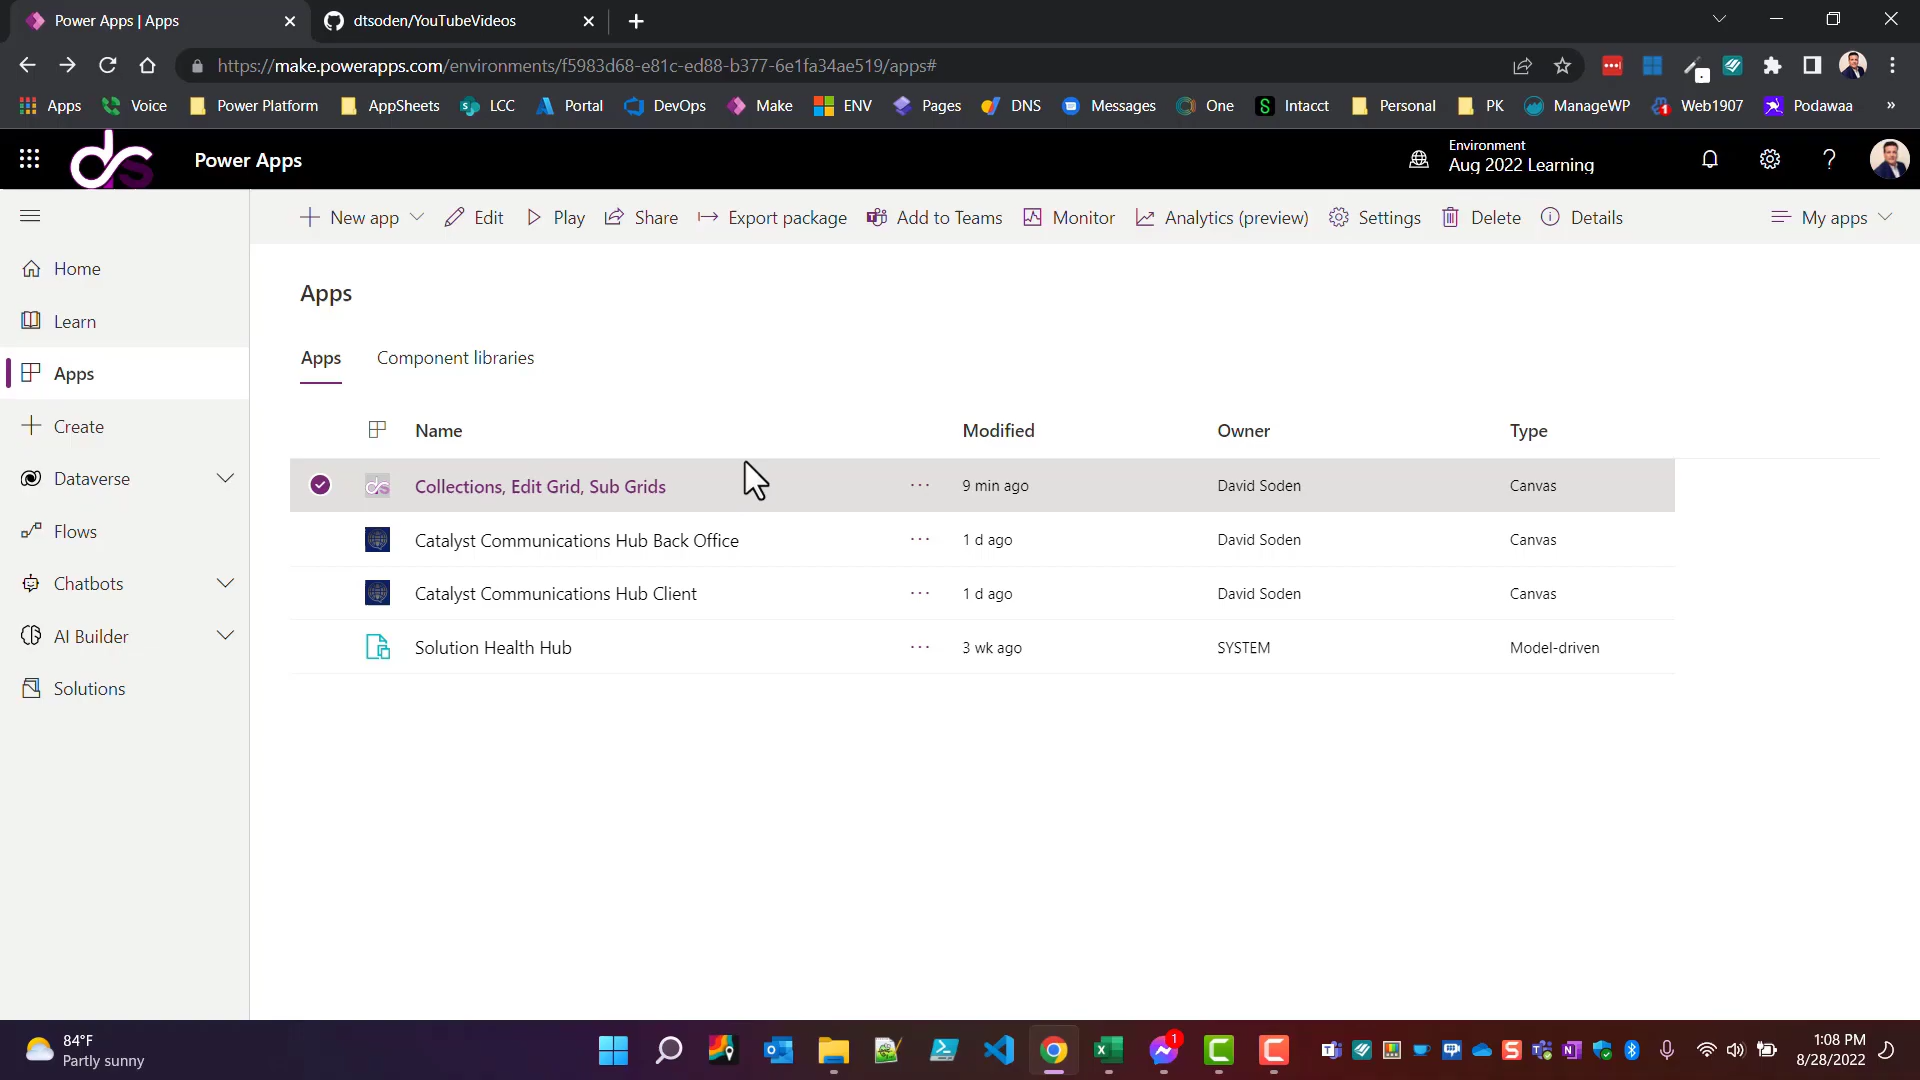 Power Apps | Apps
dtsoden/YouTubeVideos
https://make.powerapps.com/environments/f5983d68-e81c-ed88-b377-6e1fa34ae519/apps#
Apps Voice Power Platform AppSheets LCC Portal DevOps Make ENV Pages DNS Messages One Intacct Personal PK ManageWP Web1907 Podawaa »
ds Power Apps
Environment
Aug 2022 Learning
New app Edit Play Share Export package Add to Teams Monitor Analytics (preview) Settings Delete Details My apps
Home
Learn
Apps
Create
Dataverse
Flows
Chatbots
AI Builder
Solutions
Apps
Apps Component libraries
Name Modified Owner Type
Collections, Edit Grid, Sub Grids ... 9 min ago David Soden Canvas
Catalyst Communications Hub Back Office ... 1 d ago David Soden Canvas
Catalyst Communications Hub Client ... 1 d ago David Soden Canvas
Solution Health Hub ... 3 wk ago SYSTEM Model-driven
84°F
Partly sunny
1
1:08 PM
8/28/2022